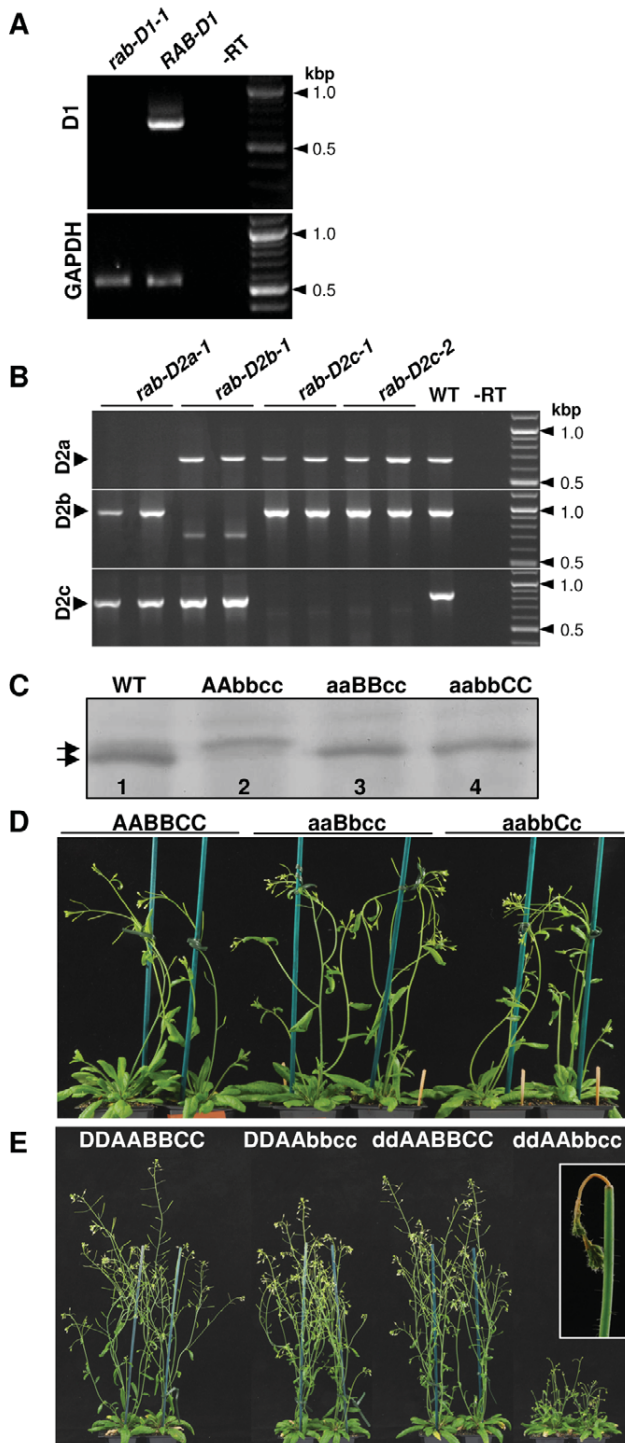 A
rab-D1-1 RAB-D1 -RT
kbp
D1
1.0
0.5
GAPDH
1.0
0.5
B
rab-D2a-1 rab-D2b-1 rab-D2c-1 rab-D2c-2 WT -RT
kbp
D2a
1.0
0.5
D2b
1.0
0.5
D2c
1.0
0.5
C
WT AAbbcc aaBBcc aabbCC
1 2 3 4
D
AABBCC aaBbcc aabbCc
E
DDAABBCC DDAAbbcc ddAABBCC ddAAbbcc